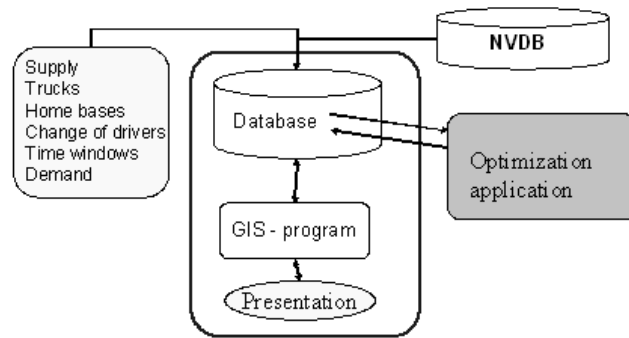 NVDB
Supply
Trucks
Home bases
Change of drivers
Time windows
Demand
Database
Optimization
application
GIS - program
Presentation